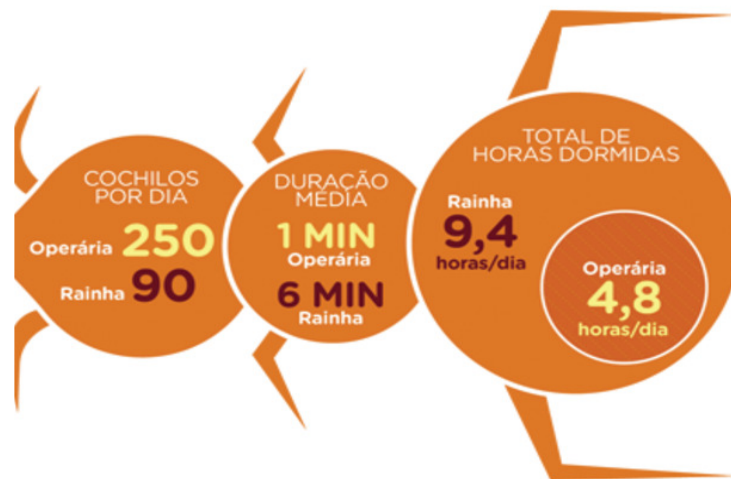 COCHILOS
POR DIA
Operária 250
Rainha 90
DURAÇÃO
MÉDIA
1 MIN
Operária
6 MIN
Rainha
TOTAL DE
HORAS DORMIDAS
Rainha
9,4
horas/dia
Operária
4,8
horas/dia